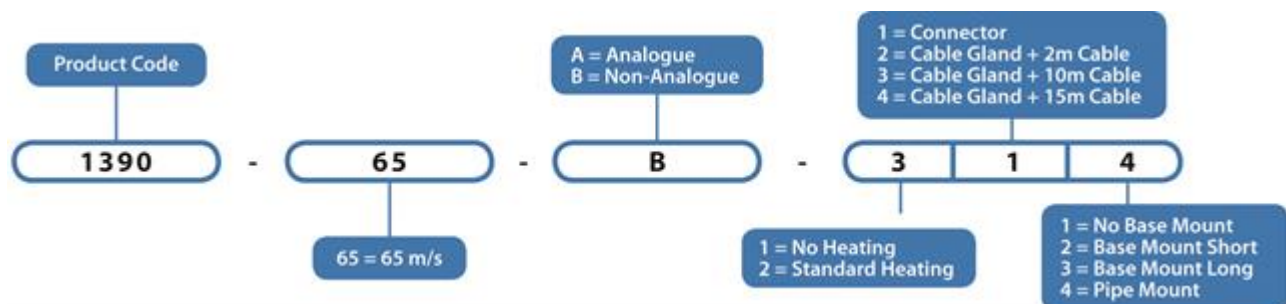 Product Code
A = Analogue
B = Non-Analogue
1 = Connector
2 = Cable Gland + 2m Cable
3 = Cable Gland + 10m Cable
4 = Cable Gland + 15m Cable
1390 - 65 - B - 3 1 4
65 = 65 m/s
1 = No Heating
2 = Standard Heating
1 = No Base Mount
2 = Base Mount Short
3 = Base Mount Long
4 = Pipe Mount